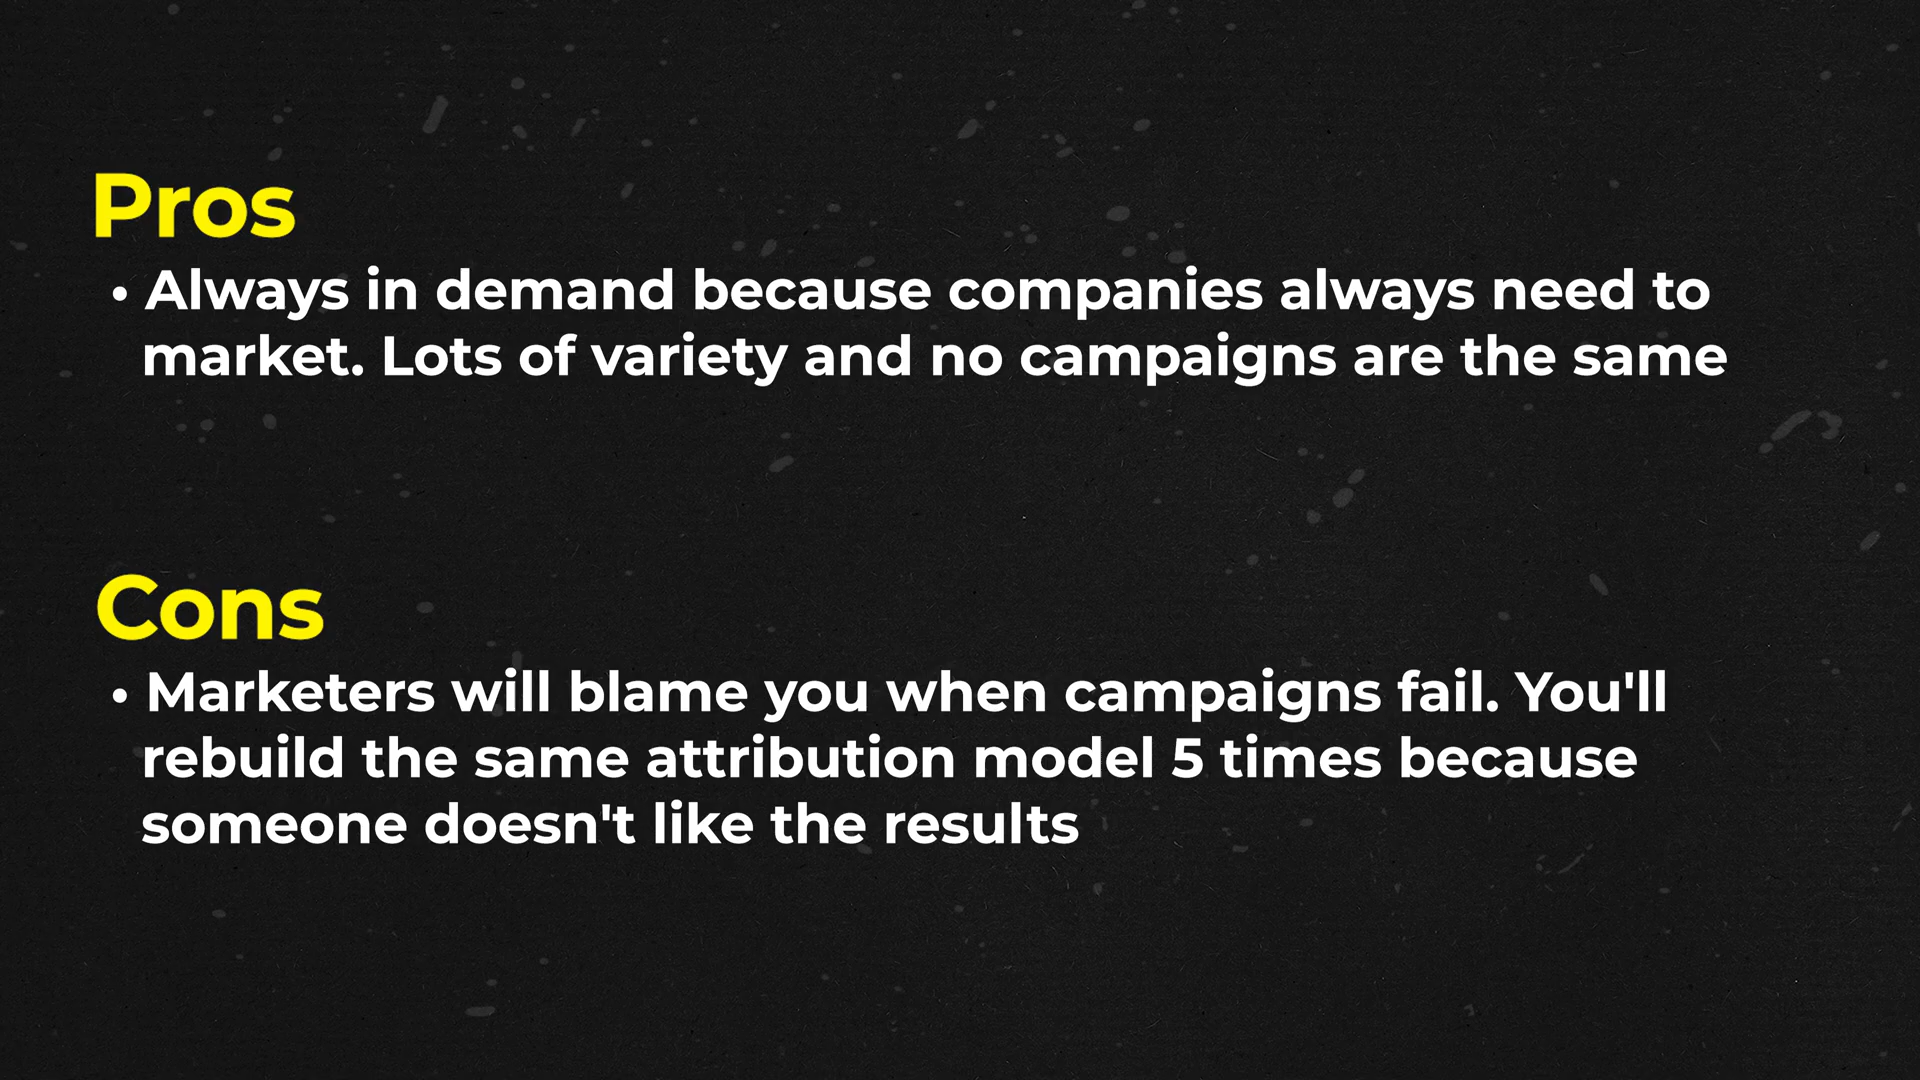 Pros
• Always in demand because companies always need to
market. Lots of variety and no campaigns are the same
Cons
• Marketers will blame you when campaigns fail. You'll
rebuild the same attribution model 5 times because
someone doesn't like the results